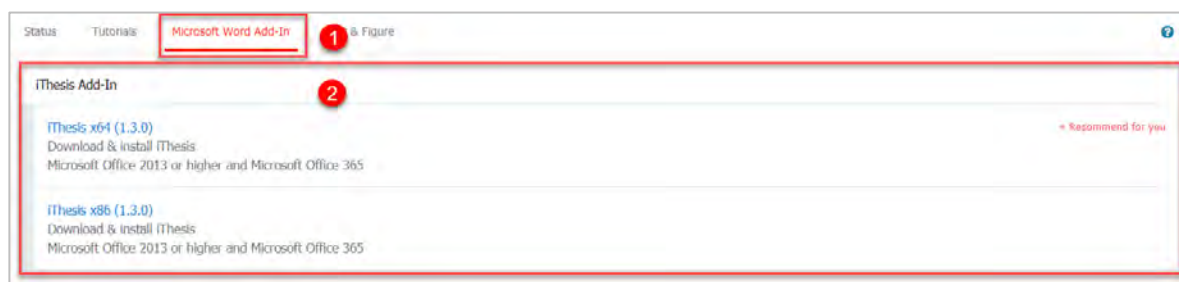 Status Tutorials Microsoft Word Add-In 1 & Figure
iThesis Add-In 2
iThesis x64 (1.3.0) Recommend for you
Download & install iThesis
Microsoft Office 2013 or higher and Microsoft Office 365
iThesis x86 (1.3.0)
Download & install iThesis
Microsoft Office 2013 or higher and Microsoft Office 365